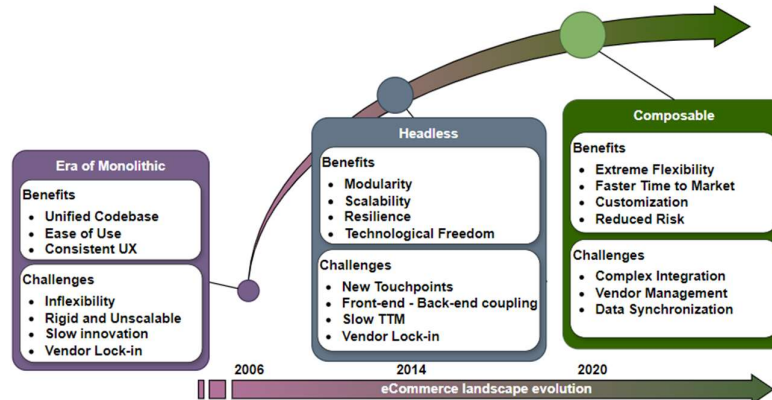 Era of Monolithic
Benefits
Unified Codebase
Ease of Use
Consistent UX
Challenges
Inflexibility
Rigid and Unscalable
Slow innovation
Vendor Lock-in
Headless
Benefits
Modularity
Scalability
Resilience
Technological Freedom
Challenges
New Touchpoints
Front-end - Back-end coupling
Slow TTM
Vendor Lock-in
Composable
Benefits
Extreme Flexibility
Faster Time to Market
Customization
Reduced Risk
Challenges
Complex Integration
Vendor Management
Data Synchronization
2006
2014
2020
eCommerce landscape evolution